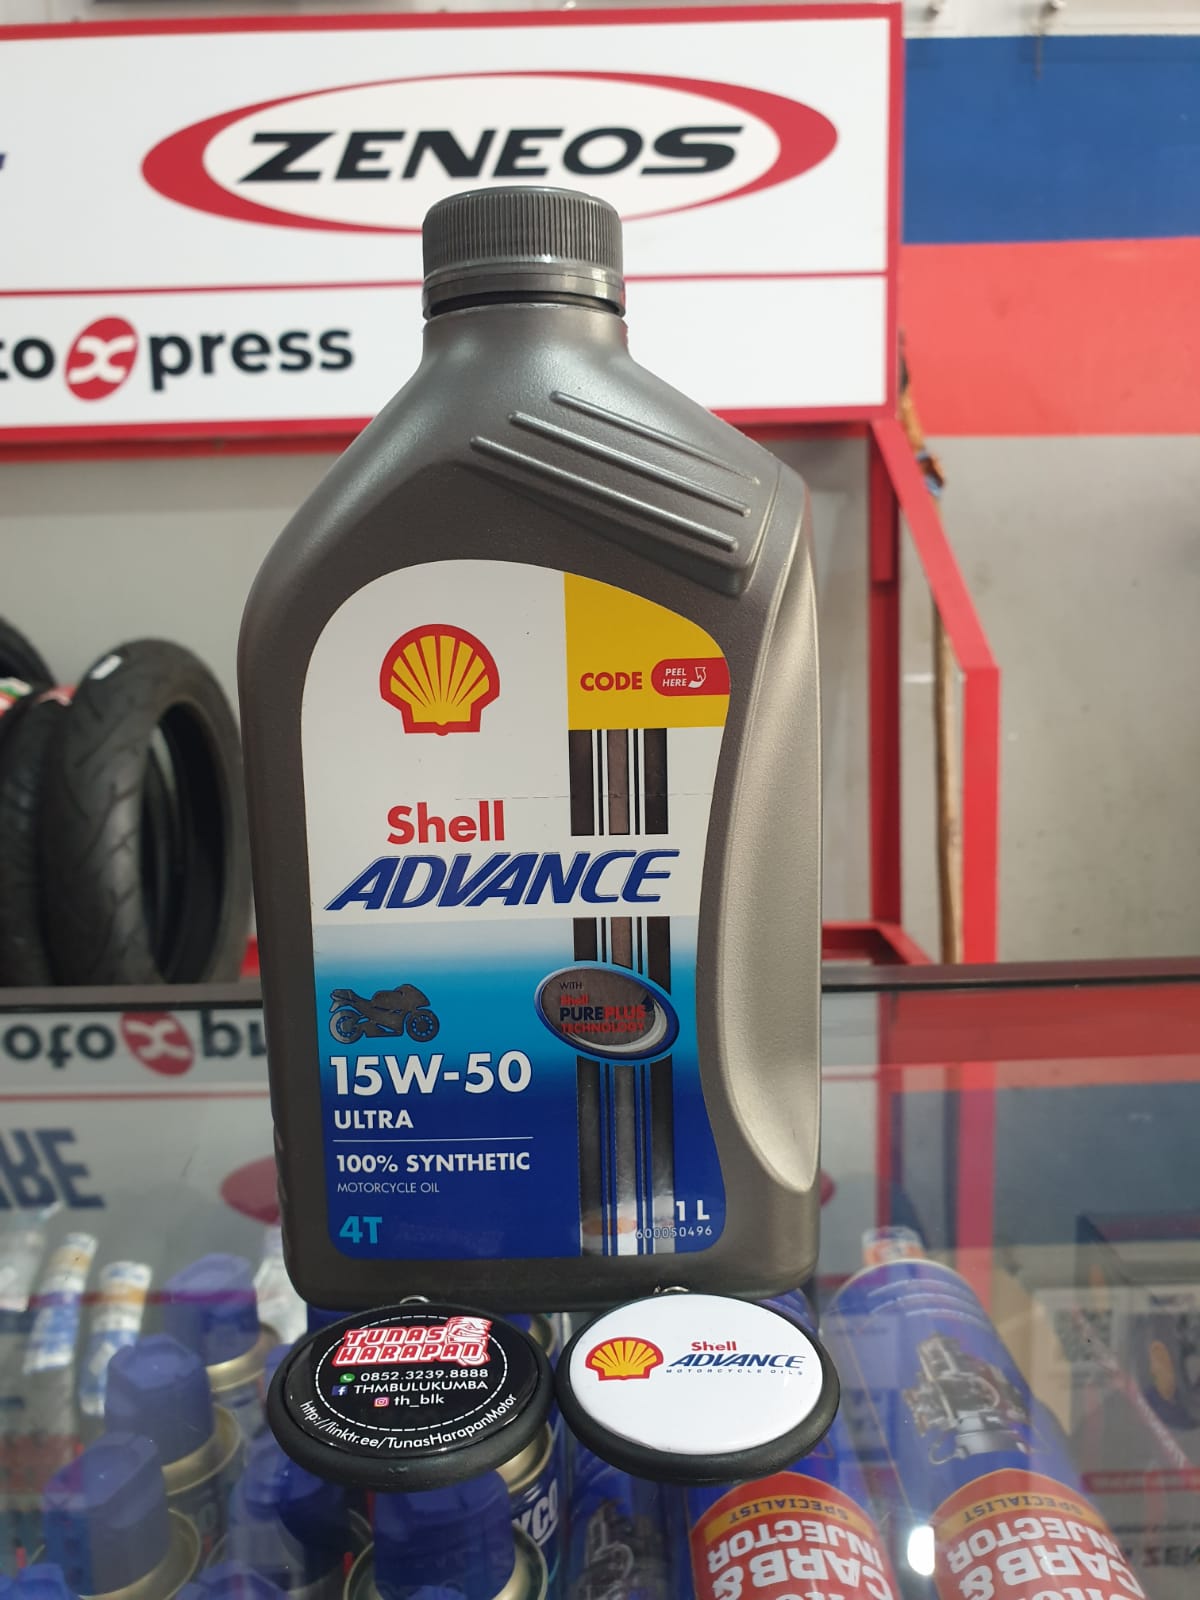 ZENEOS
press
CODE
PEEL
HERE
Shell
ADVANCE
WITH
Shell
PUREPLUS
TECHNOLOGY
15W-50
ULTRA
100% SYNTHETIC
MOTORCYCLE OIL
4T
1 L
600050496
TUNAS
HARAPAN
0852.3239.8888
THMBULUKUMBA
th_blk
http://linktr.ee/TunasHarapanMotor
Shell
ADVANCE
MOTORCYCLE OILS
SPECIALIST
INJECTOR
CARB&
SPECIALIST
INJECTOR
CARB&